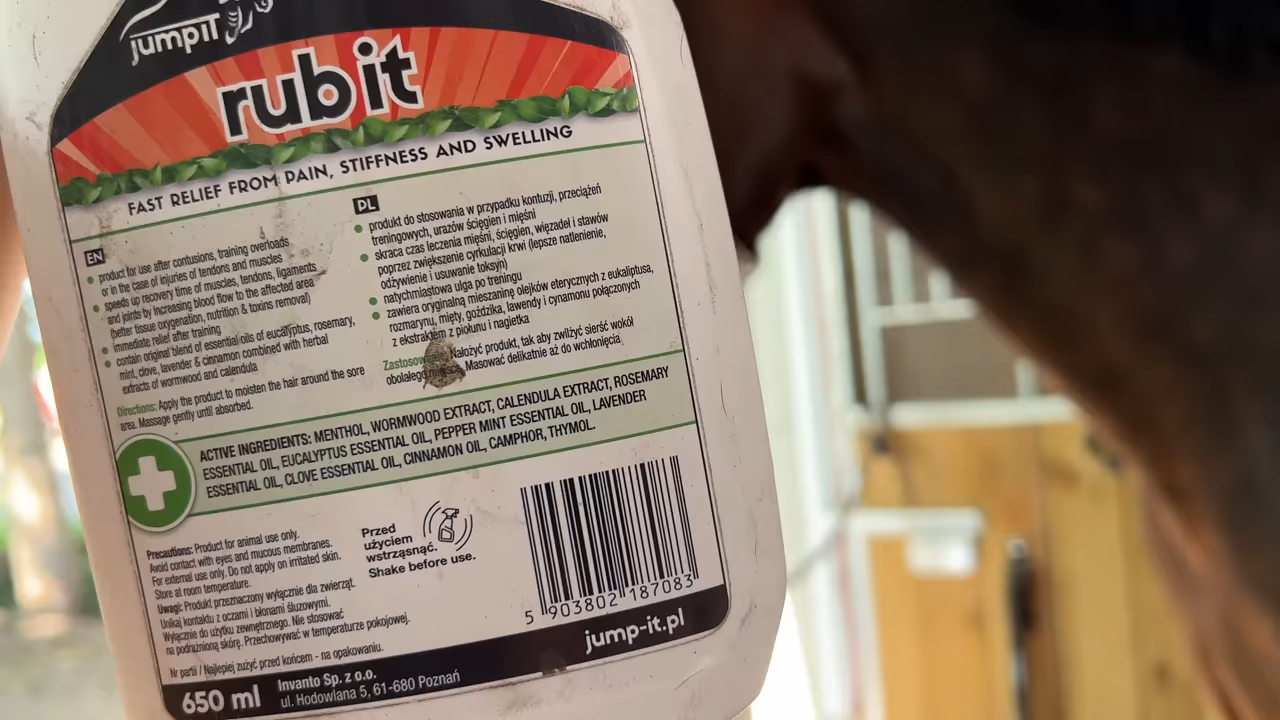 jumpiT
rub it
FAST RELIEF FROM PAIN, STIFFNESS AND SWELLING
EN
product for use after contusions, training overloads
or in the case of injuries of tendons and muscles
speeds up recovery time of muscles, tendons, ligaments
and joints by increasing blood flow to the affected area
(better tissue oxygenation, nutrition & toxins removal)
immediate relief after training
contain original blend of essential oils of eucalyptus, rosemary,
mint, clove, lavender & cinnamon combined with herbal
extracts of wormwood and calendula
Directions: Apply the product to moisten the hair around the sore
area. Massage gently until absorbed.
PL
produkt do stosowania w przypadku kontuzji, przeciążeń
treningowych, urazów ścięgien i mięśni
skraca czas leczenia mięśni, ścięgien, więzadeł i stawów
poprzez zwiększenie cyrkulacji krwi (lepsze natlenienie,
odżywienie i usuwanie toksyn)
natychmiastowa ulga po treningu
zawiera oryginalną mieszaninę olejków eterycznych z eukaliptusa,
rozmarynu, mięty, goździka, lawendy i cynamonu połączonych
z ekstraktem z piołunu i nagietka
Nałożyć produkt, tak aby zwilżyć sierść wokół
Masować delikatnie aż do wchłonięcia.
ACTIVE INGREDIENTS: MENTHOL, WORMWOOD EXTRACT, CALENDULA EXTRACT, ROSEMARY
ESSENTIAL OIL, EUCALYPTUS ESSENTIAL OIL, PEPPER MINT ESSENTIAL OIL, LAVENDER
ESSENTIAL OIL, CLOVE ESSENTIAL OIL, CINNAMON OIL, CAMPHOR, THYMOL.
Precautions: Product for animal use only.
Avoid contact with eyes and mucous membranes.
For external use only. Do not apply on irritated skin.
Store at room temperature.
Uwagi: Produkt przeznaczony wyłącznie dla zwierząt.
Unikaj kontaktu z oczami i błonami śluzowymi.
Wyłącznie do użytku zewnętrznego. Nie stosować
na podrażnioną skórę. Przechowywać w temperaturze pokojowej.
Nr partii / Najlepiej zużyć przed końcem - na opakowaniu.
Przed
użyciem
wstrząsnąć.
Shake before use.
5 903802 187083
jump-it.pl
650 ml
Invanto Sp. z o.o.
ul. Hodowlana 5, 61-680 Poznań